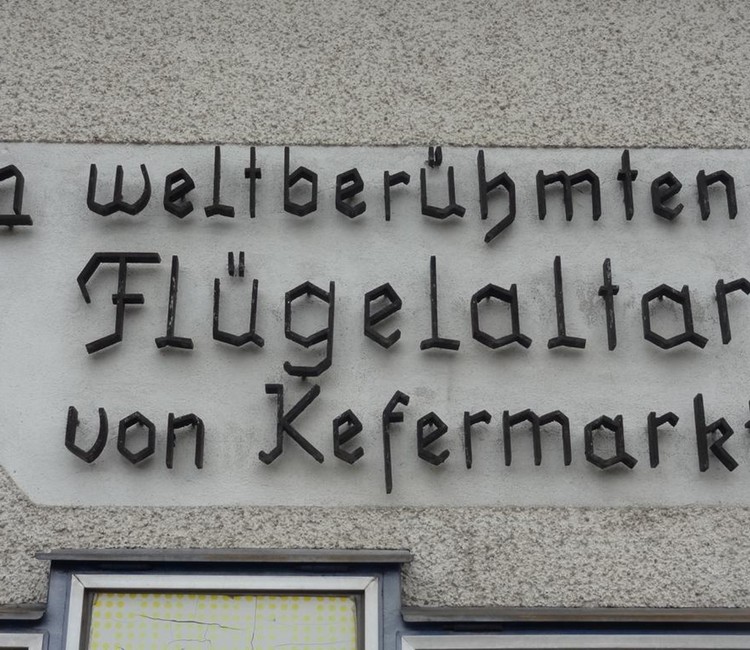 weltberühmten
Flügelaltar
von Kefermarkt